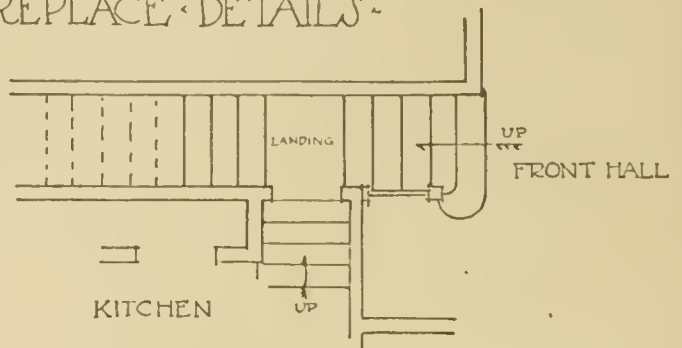 REPLACE · DETAILS ·
LANDING
UP
FRONT HALL
KITCHEN
UP